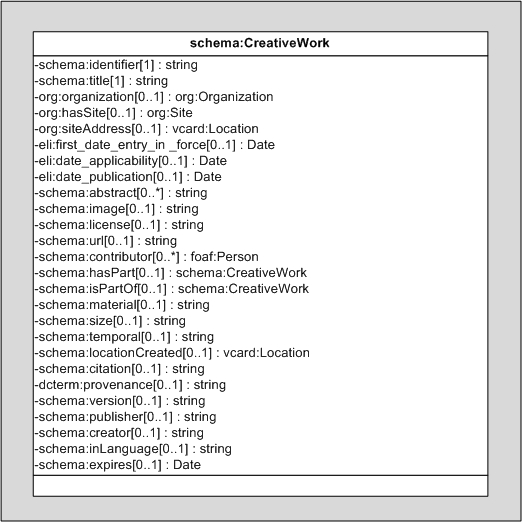 schema:CreativeWork
-schema:identifier[1] : string
-schema:title[1] : string
-org:organization[0..1] : org:Organization
-org:hasSite[0..1] : org:Site
-org:siteAddress[0..1] : vcard:Location
-eli:first_date_entry_in _force[0..1] : Date
-eli:date_applicability[0..1] : Date
-eli:date_publication[0..1] : Date
-schema:abstract[0..*] : string
-schema:image[0..1] : string
-schema:license[0..1] : string
-schema:url[0..1] : string
-schema:contributor[0..*] : foaf:Person
-schema:hasPart[0..1] : schema:CreativeWork
-schema:isPartOf[0..1] : schema:CreativeWork
-schema:material[0..1] : string
-schema:size[0..1] : string
-schema:temporal[0..1] : string
-schema:locationCreated[0..1] : vcard:Location
-schema:citation[0..1] : string
-dcterm:provenance[0..1] : string
-schema:version[0..1] : string
-schema:publisher[0..1] : string
-schema:creator[0..1] : string
-schema:inLanguage[0..1] : string
-schema:expires[0..1] : Date